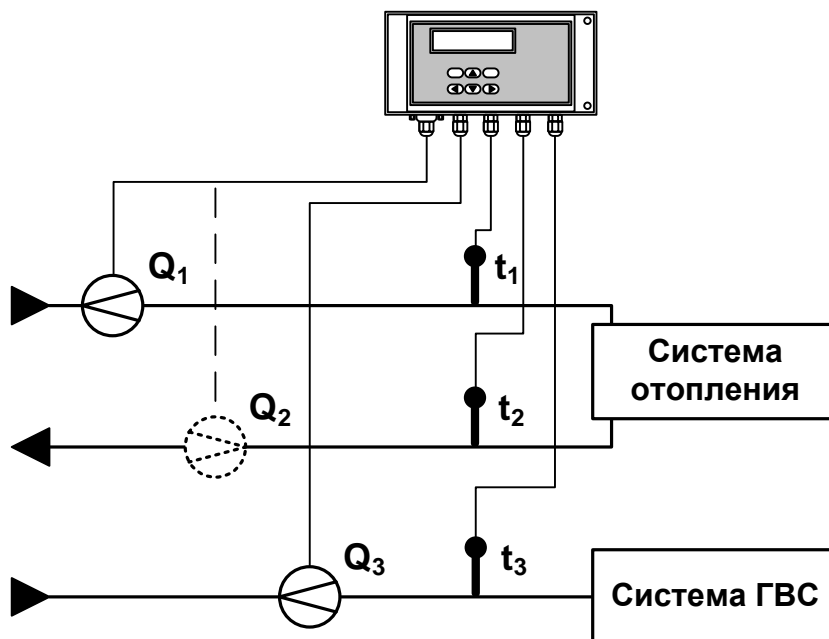 Q₁
t₁
Система
отопления
Q₂
t₂
Q₃
t₃
Система ГВС